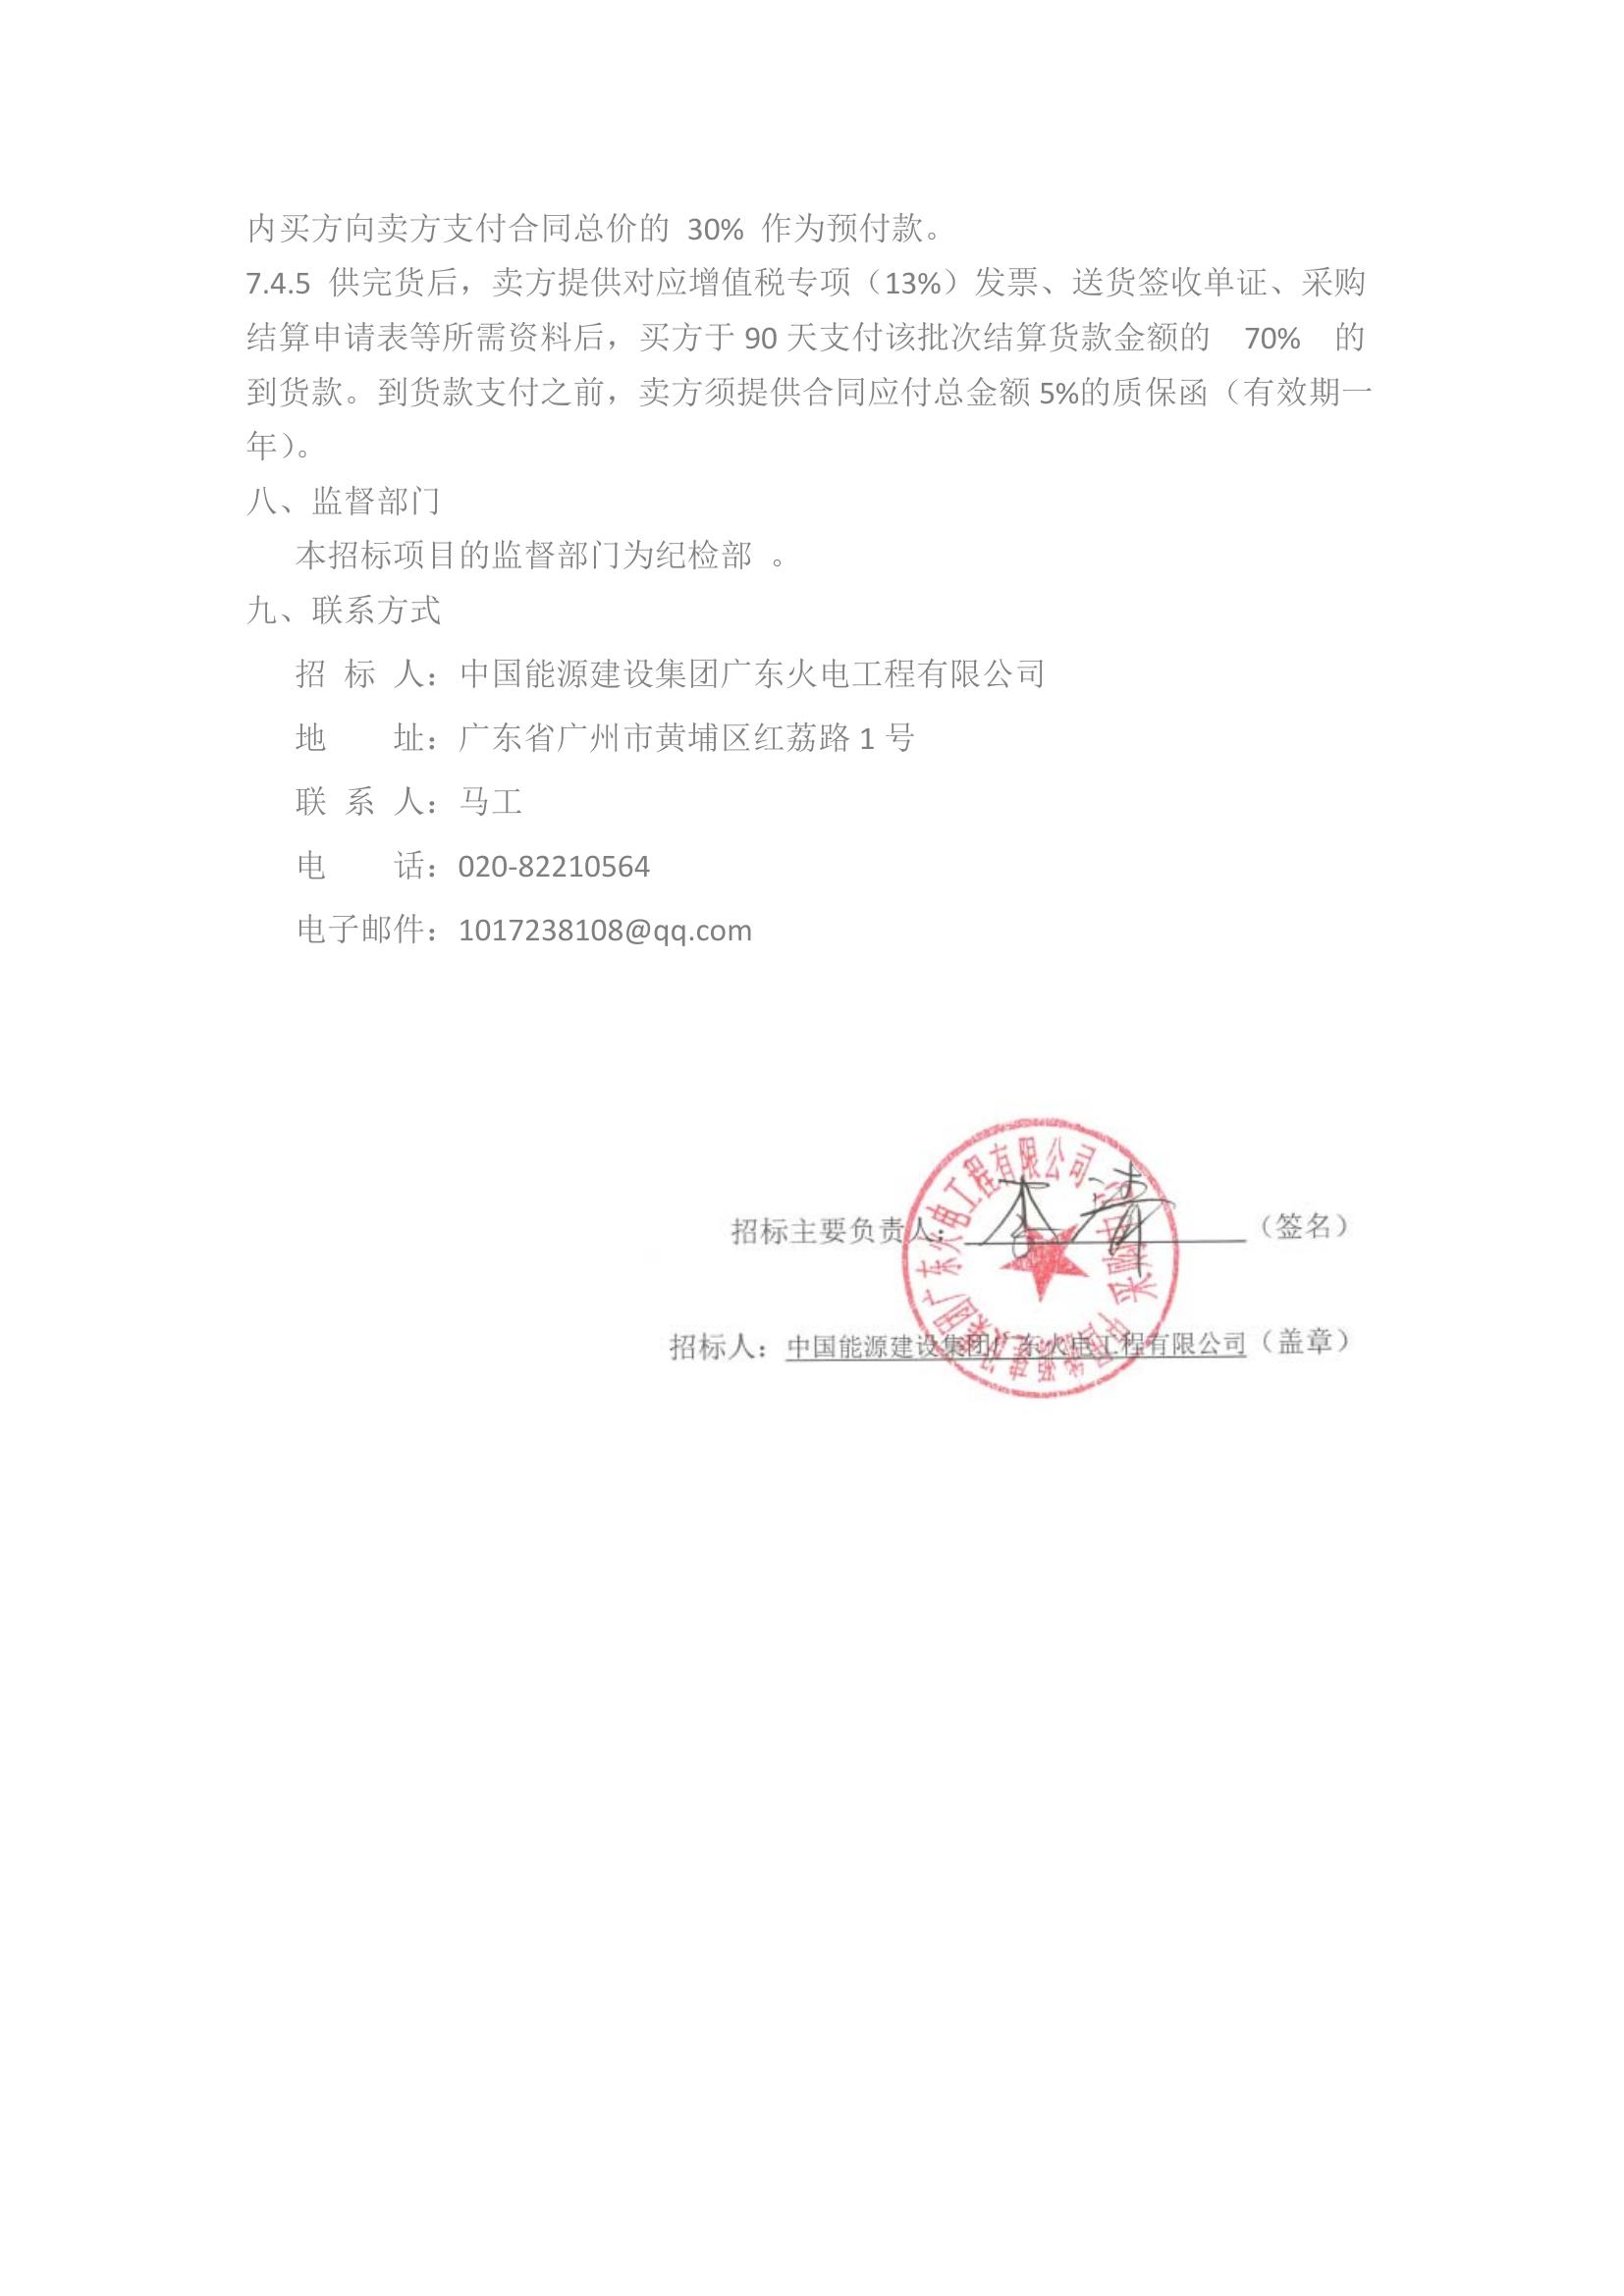 内买方向卖方支付合同总价的 30% 作为预付款。
7.4.5 供完货后，卖方提供对应增值税专项（13%）发票、送货签收单证、采购
结算申请表等所需资料后，买方于 90 天支付该批次结算货款金额的 70% 的
到货款。到货款支付之前，卖方须提供合同应付总金额 5%的质保函（有效期一
年）。
八、监督部门
本招标项目的监督部门为纪检部 。
九、联系方式
招 标 人：中国能源建设集团广东火电工程有限公司
地 址：广东省广州市黄埔区红荔路 1 号
联 系 人：马工
电 话：020-82210564
电子邮件：1017238108@qq.com
招标主要负责人：（签名）
招标人：中国能源建设集团广东火电工程有限公司（盖章）
中国能源建设集团广东火电工程有限公司